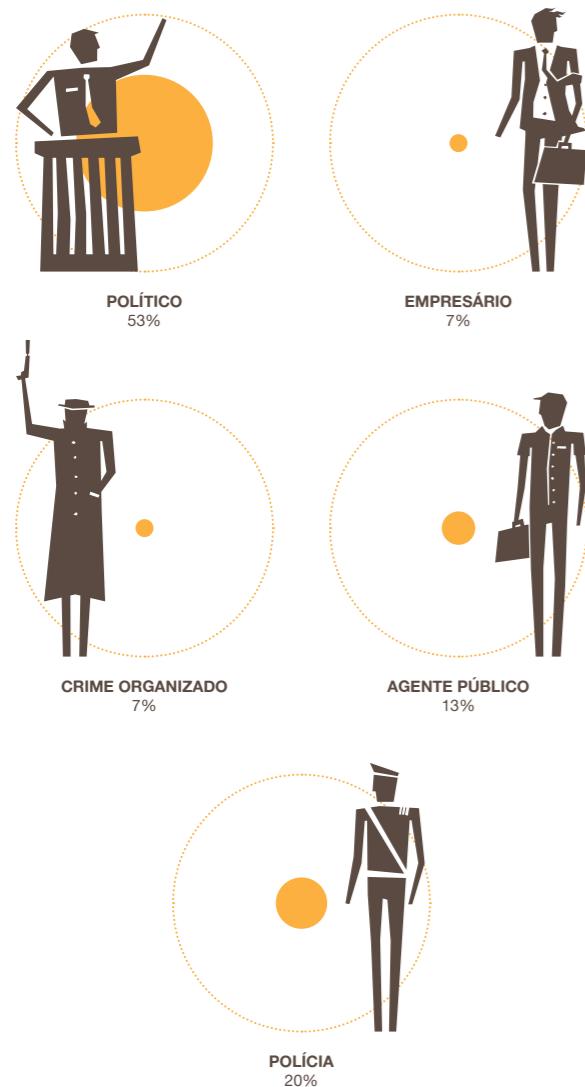 POLÍTICO
53%
EMPRESÁRIO
7%
CRIME ORGANIZADO
7%
AGENTE PÚBLICO
13%
POLÍCIA
20%